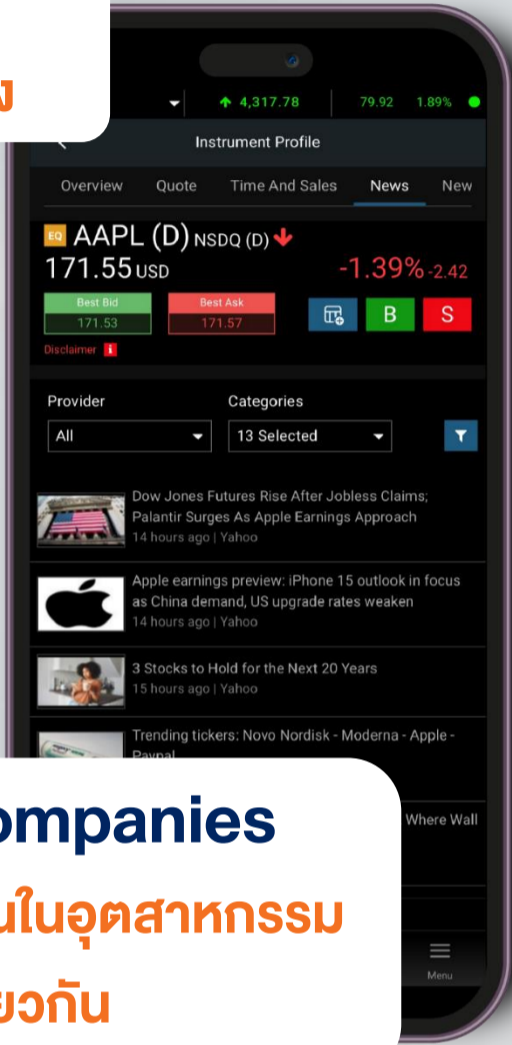 4,317.78 79.92 1.89%
Instrument Profile
Overview Quote Time And Sales News New
EQ AAPL (D) NSDQ (D)
171.55 USD -1.39% -2.42
Best Bid Best Ask
171.53 171.57 B S
Disclaimer i
Provider Categories
All 13 Selected
Dow Jones Futures Rise After Jobless Claims;
Palantir Surges As Apple Earnings Approach
14 hours ago | Yahoo
Apple earnings preview: iPhone 15 outlook in focus
as China demand, US upgrade rates weaken
14 hours ago | Yahoo
3 Stocks to Hold for the Next 20 Years
15 hours ago | Yahoo
Trending tickers: Novo Nordisk - Moderna - Apple -
Paypal
Where Wall
ompanies
นในอุตสาหกรรม
ยวกัน
Menu